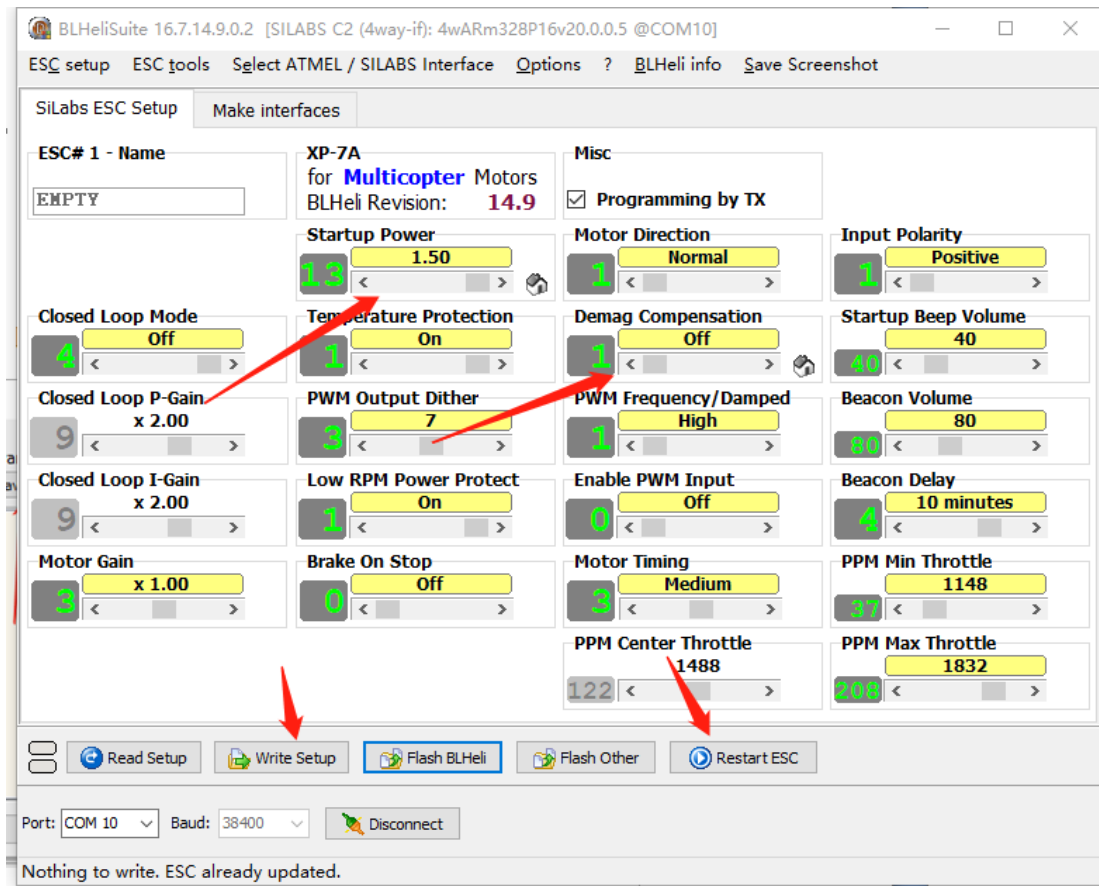 BLHeliSuite 16.7.14.9.0.2 [SILABS C2 (4way-if): 4wARm328P16v20.0.0.5 @COM10]
ESC setup ESC tools Select ATMEL / SILABS Interface Options ? BLHeli info Save Screenshot
SiLabs ESC Setup Make interfaces
ESC# 1 - Name
EMPTY
XP-7A
for Multicopter Motors
BLHeli Revision: 14.9
Misc
Programming by TX
Startup Power
1.50
13
Motor Direction
Normal
1
Input Polarity
Positive
1
Closed Loop Mode
Off
4
Temperature Protection
On
1
Demag Compensation
Off
1
Startup Beep Volume
40
40
Closed Loop P-Gain
x 2.00
9
PWM Output Dither
7
3
PWM Frequency/Damped
High
1
Beacon Volume
80
80
Closed Loop I-Gain
x 2.00
9
Low RPM Power Protect
On
1
Enable PWM Input
Off
0
Beacon Delay
10 minutes
4
Motor Gain
x 1.00
3
Brake On Stop
Off
0
Motor Timing
Medium
3
PPM Min Throttle
1148
37
PPM Center Throttle
1488
122
PPM Max Throttle
1832
208
Read Setup Write Setup Flash BLHeli Flash Other Restart ESC
Port: COM 10 Baud: 38400 Disconnect
Nothing to write. ESC already updated.